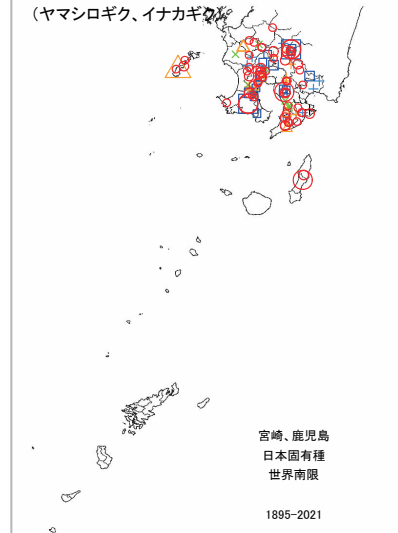 （ヤマシロギク、イナカギク）
宮崎、鹿児島
日本固有種
世界南限
1895-2021